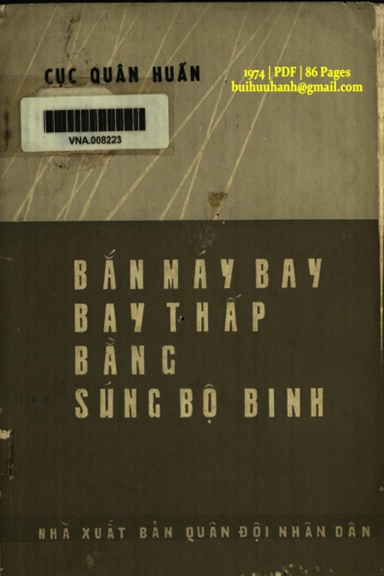 CỤC QUÂN HUẤN
1974 | PDF | 86 Pages
buihuuhanh@gmail.com
VNA.008223
BẮN MÁY BAY
BAY THẤP
BẰNG
SÚNG BỘ BINH
NHÀ XUẤT BẢN QUÂN ĐỘI NHÂN DÂN